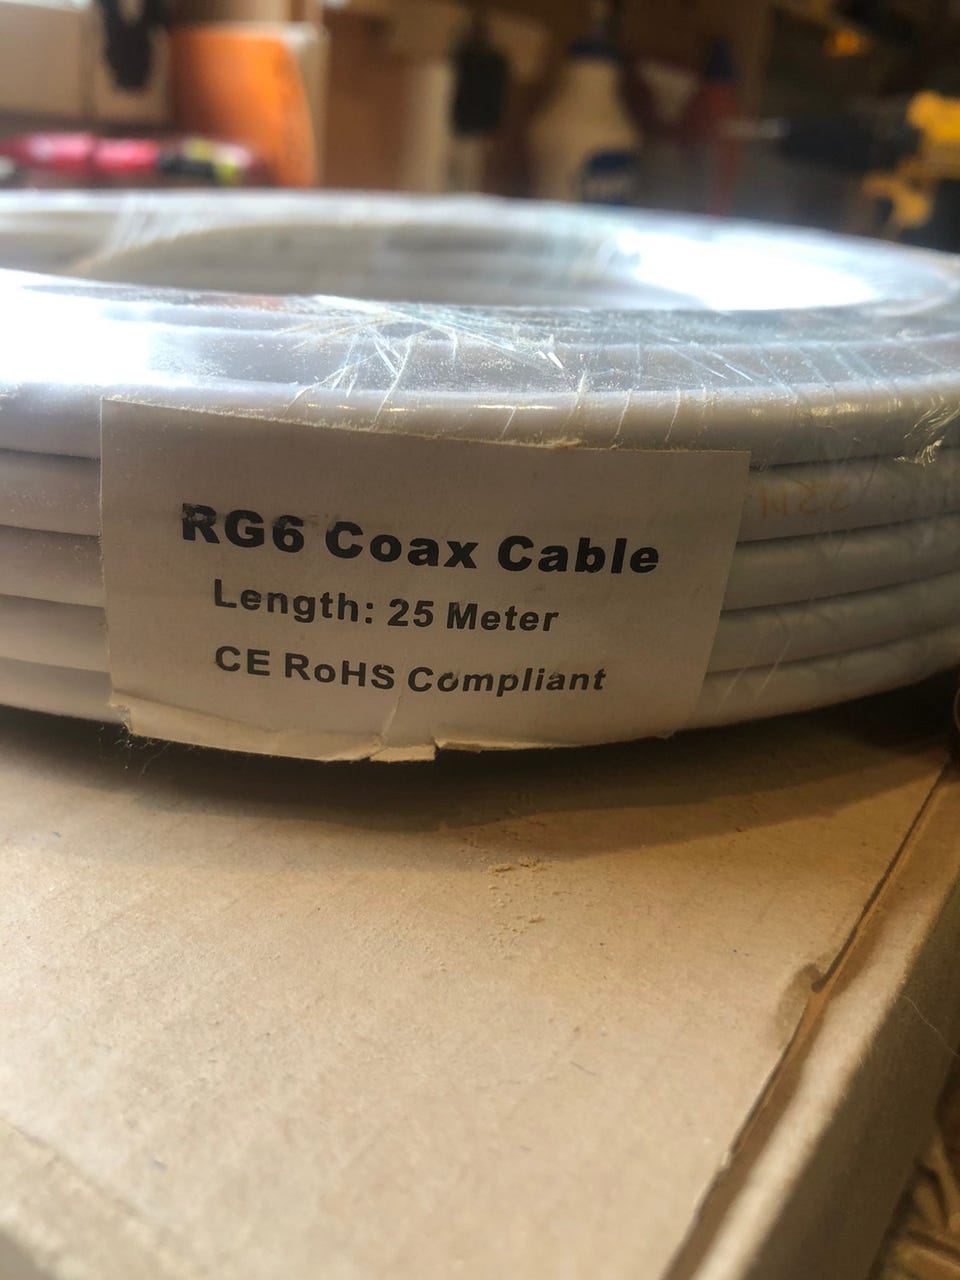 RG6 Coax Cable
Length: 25 Meter
CE RoHS Compliant